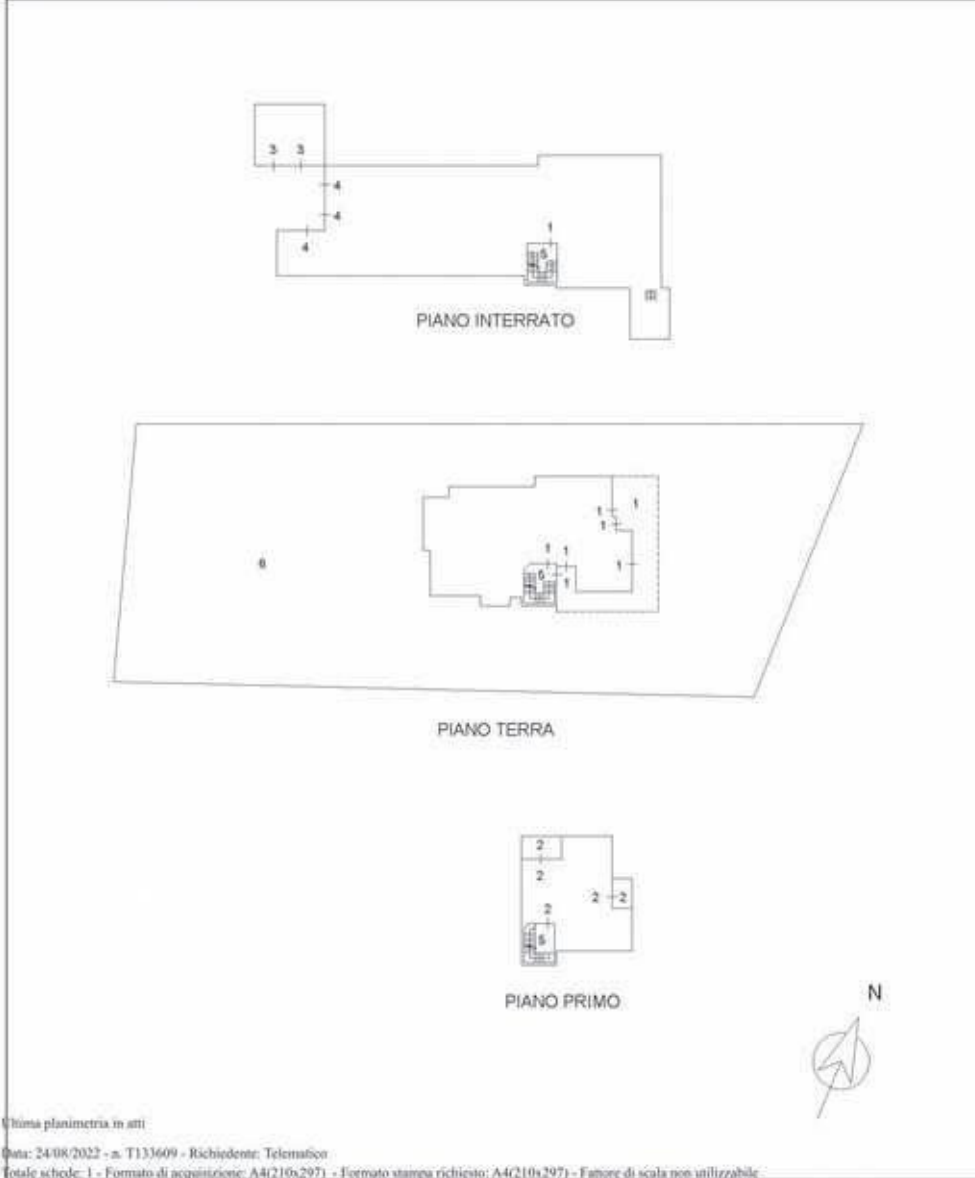 3 3
4
4
4
1
5
PIANO INTERRATO
1
1
1
1 1
1
6
5
1
PIANO TERRA
2
2
2 2
2
5
PIANO PRIMO
N
Ultima planimetria in atti
Data: 24/08/2022 - n. T133609 - Richiedente: Telematico
Totale schede: 1 - Formato di acquisizione: A4(210x297) - Formato stampa richiesto: A4(210x297) - Fattore di scala non utilizzabile